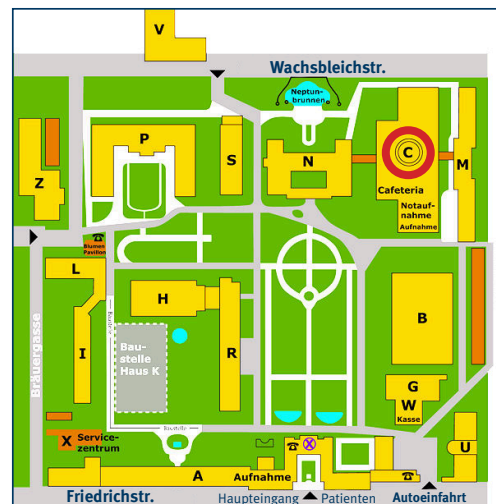 V
Wachsbleichstr.
Neptun-
brunnen
P
S
N
C
M
Z
Cafeteria
Notauf-
nahme
Aufnahme
Blumen
Pavillon
L
H
I
Bau-
stelle
Haus K
R
B
G
W
Kasse
Bräuergasse
X
Service-
zentrum
U
A
Aufnahme
X
Friedrichstr.
Haupteingang
Patienten
Autoeinfahrt